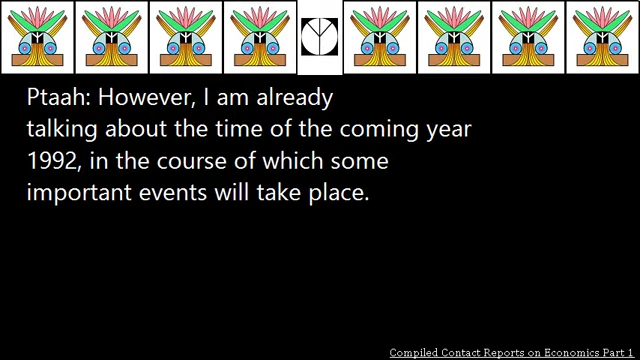 Ptaah: However, I am already
talking about the time of the coming year
1992, in the course of which some
important events will take place.
Compiled Contact Reports on Economics Part 1